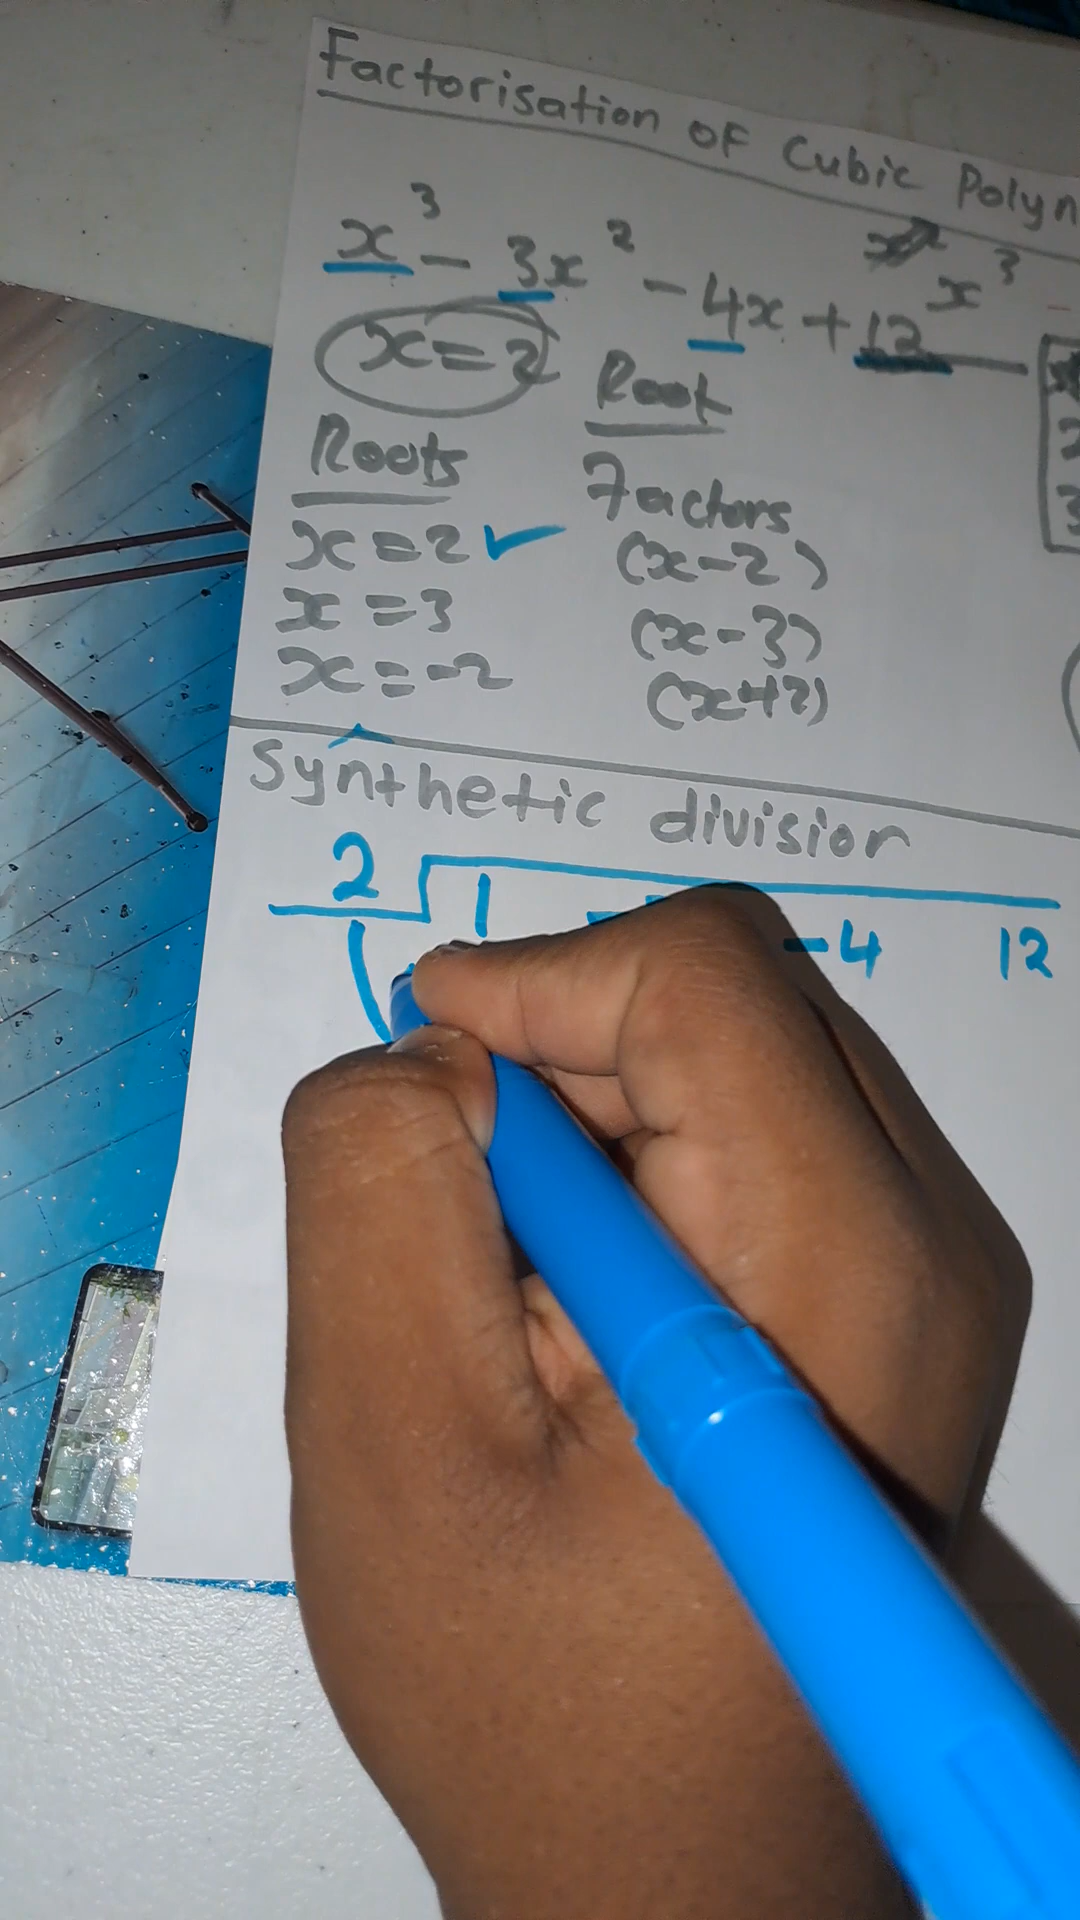 Factorisation OF Cubic Polyn
x³ - 3x² - 4x + 12 x³
x=2 Root
Roots Factors
x=2 ✓ (x-2)
x=3 (x-3)
x=-2 (x+2)
Synthetic division
2 1 -4 12